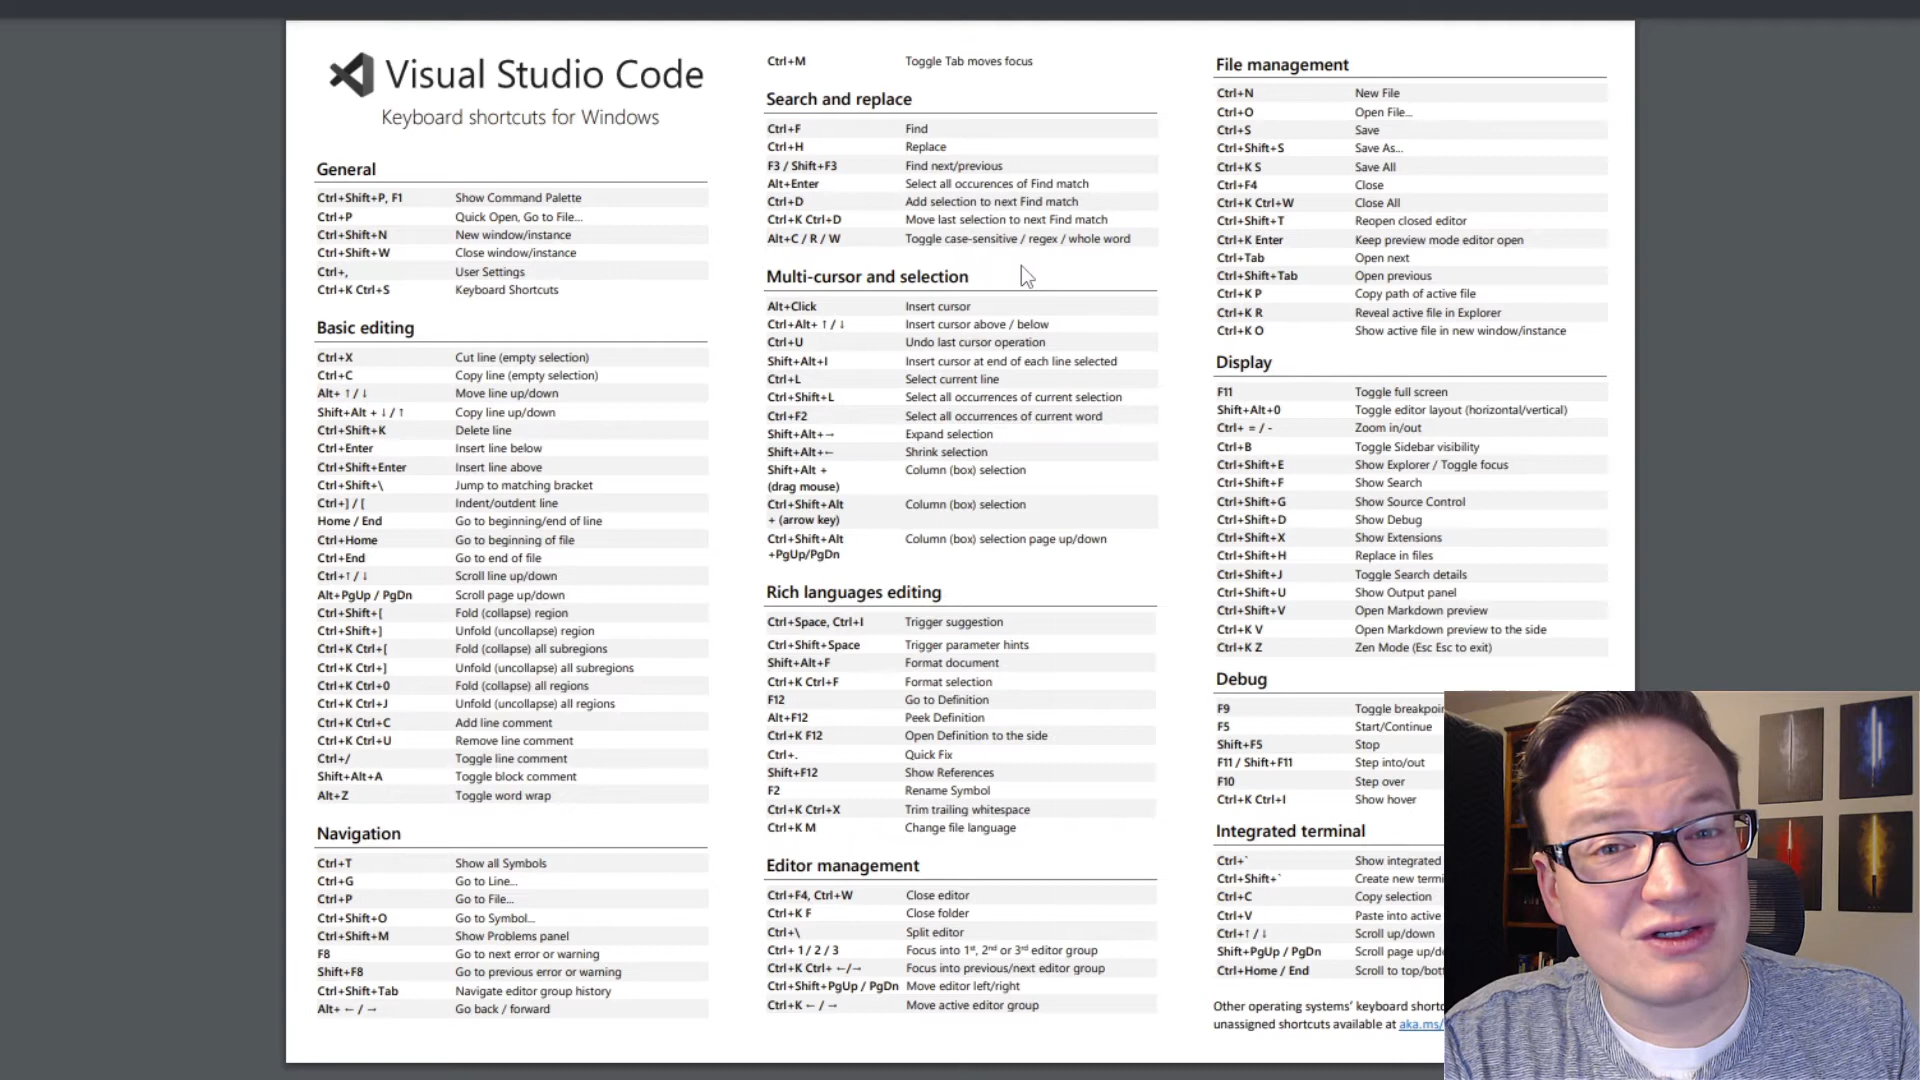 Visual Studio Code
Keyboard shortcuts for Windows
General
Ctrl+Shift+P, F1 Show Command Palette
Ctrl+P Quick Open, Go to File…
Ctrl+Shift+N New window/instance
Ctrl+Shift+W Close window/instance
Ctrl+, User Settings
Ctrl+K Ctrl+S Keyboard Shortcuts
Basic editing
Ctrl+X Cut line (empty selection)
Ctrl+C Copy line (empty selection)
Alt+ ↑ / ↓ Move line up/down
Shift+Alt + ↓ / ↑ Copy line up/down
Ctrl+Shift+K Delete line
Ctrl+Enter Insert line below
Ctrl+Shift+Enter Insert line above
Ctrl+Shift+\ Jump to matching bracket
Ctrl+] / [ Indent/outdent line
Home / End Go to beginning/end of line
Ctrl+Home Go to beginning of file
Ctrl+End Go to end of file
Ctrl+↑ / ↓ Scroll line up/down
Alt+PgUp / PgDn Scroll page up/down
Ctrl+Shift+[ Fold (collapse) region
Ctrl+Shift+] Unfold (uncollapse) region
Ctrl+K Ctrl+[ Fold (collapse) all subregions
Ctrl+K Ctrl+] Unfold (uncollapse) all subregions
Ctrl+K Ctrl+0 Fold (collapse) all regions
Ctrl+K Ctrl+J Unfold (uncollapse) all regions
Ctrl+K Ctrl+C Add line comment
Ctrl+K Ctrl+U Remove line comment
Ctrl+/ Toggle line comment
Shift+Alt+A Toggle block comment
Alt+Z Toggle word wrap
Navigation
Ctrl+T Show all Symbols
Ctrl+G Go to Line...
Ctrl+P Go to File...
Ctrl+Shift+O Go to Symbol...
Ctrl+Shift+M Show Problems panel
F8 Go to next error or warning
Shift+F8 Go to previous error or warning
Ctrl+Shift+Tab Navigate editor group history
Alt+ ← / → Go back / forward
Ctrl+M Toggle Tab moves focus
Search and replace
Ctrl+F Find
Ctrl+H Replace
F3 / Shift+F3 Find next/previous
Alt+Enter Select all occurences of Find match
Ctrl+D Add selection to next Find match
Ctrl+K Ctrl+D Move last selection to next Find match
Alt+C / R / W Toggle case-sensitive / regex / whole word
Multi-cursor and selection
Alt+Click Insert cursor
Ctrl+Alt+ ↑ / ↓ Insert cursor above / below
Ctrl+U Undo last cursor operation
Shift+Alt+I Insert cursor at end of each line selected
Ctrl+L Select current line
Ctrl+Shift+L Select all occurrences of current selection
Ctrl+F2 Select all occurrences of current word
Shift+Alt+→ Expand selection
Shift+Alt+← Shrink selection
Shift+Alt + Column (box) selection
(drag mouse)
Ctrl+Shift+Alt Column (box) selection
+ (arrow key)
Ctrl+Shift+Alt Column (box) selection page up/down
+PgUp/PgDn
Rich languages editing
Ctrl+Space, Ctrl+I Trigger suggestion
Ctrl+Shift+Space Trigger parameter hints
Shift+Alt+F Format document
Ctrl+K Ctrl+F Format selection
F12 Go to Definition
Alt+F12 Peek Definition
Ctrl+K F12 Open Definition to the side
Ctrl+. Quick Fix
Shift+F12 Show References
F2 Rename Symbol
Ctrl+K Ctrl+X Trim trailing whitespace
Ctrl+K M Change file language
Editor management
Ctrl+F4, Ctrl+W Close editor
Ctrl+K F Close folder
Ctrl+\ Split editor
Ctrl+ 1 / 2 / 3 Focus into 1st, 2nd or 3rd editor group
Ctrl+K Ctrl+ ←/→ Focus into previous/next editor group
Ctrl+Shift+PgUp / PgDn Move editor left/right
Ctrl+K ← / → Move active editor group
File management
Ctrl+N New File
Ctrl+O Open File...
Ctrl+S Save
Ctrl+Shift+S Save As...
Ctrl+K S Save All
Ctrl+F4 Close
Ctrl+K Ctrl+W Close All
Ctrl+Shift+T Reopen closed editor
Ctrl+K Enter Keep preview mode editor open
Ctrl+Tab Open next
Ctrl+Shift+Tab Open previous
Ctrl+K P Copy path of active file
Ctrl+K R Reveal active file in Explorer
Ctrl+K O Show active file in new window/instance
Display
F11 Toggle full screen
Shift+Alt+0 Toggle editor layout (horizontal/vertical)
Ctrl+ = / - Zoom in/out
Ctrl+B Toggle Sidebar visibility
Ctrl+Shift+E Show Explorer / Toggle focus
Ctrl+Shift+F Show Search
Ctrl+Shift+G Show Source Control
Ctrl+Shift+D Show Debug
Ctrl+Shift+X Show Extensions
Ctrl+Shift+H Replace in files
Ctrl+Shift+J Toggle Search details
Ctrl+Shift+U Show Output panel
Ctrl+Shift+V Open Markdown preview
Ctrl+K V Open Markdown preview to the side
Ctrl+K Z Zen Mode (Esc Esc to exit)
Debug
F9 Toggle
F5 Start/Continue
Shift+F5 Stop
F11 / Shift+F11 Step into/out
F10 Step over
Ctrl+K Ctrl+I Show hover
Integrated terminal
Ctrl+` Show integrated
Ctrl+Shift+` Create new
Ctrl+C Copy selection
Ctrl+V Paste into active
Ctrl+↑ / ↓ Scroll up/down
Shift+PgUp / PgDn Scroll page
Ctrl+Home / End Scroll to
Other operating systems' keyboard
unassigned shortcuts available at aka.ms/